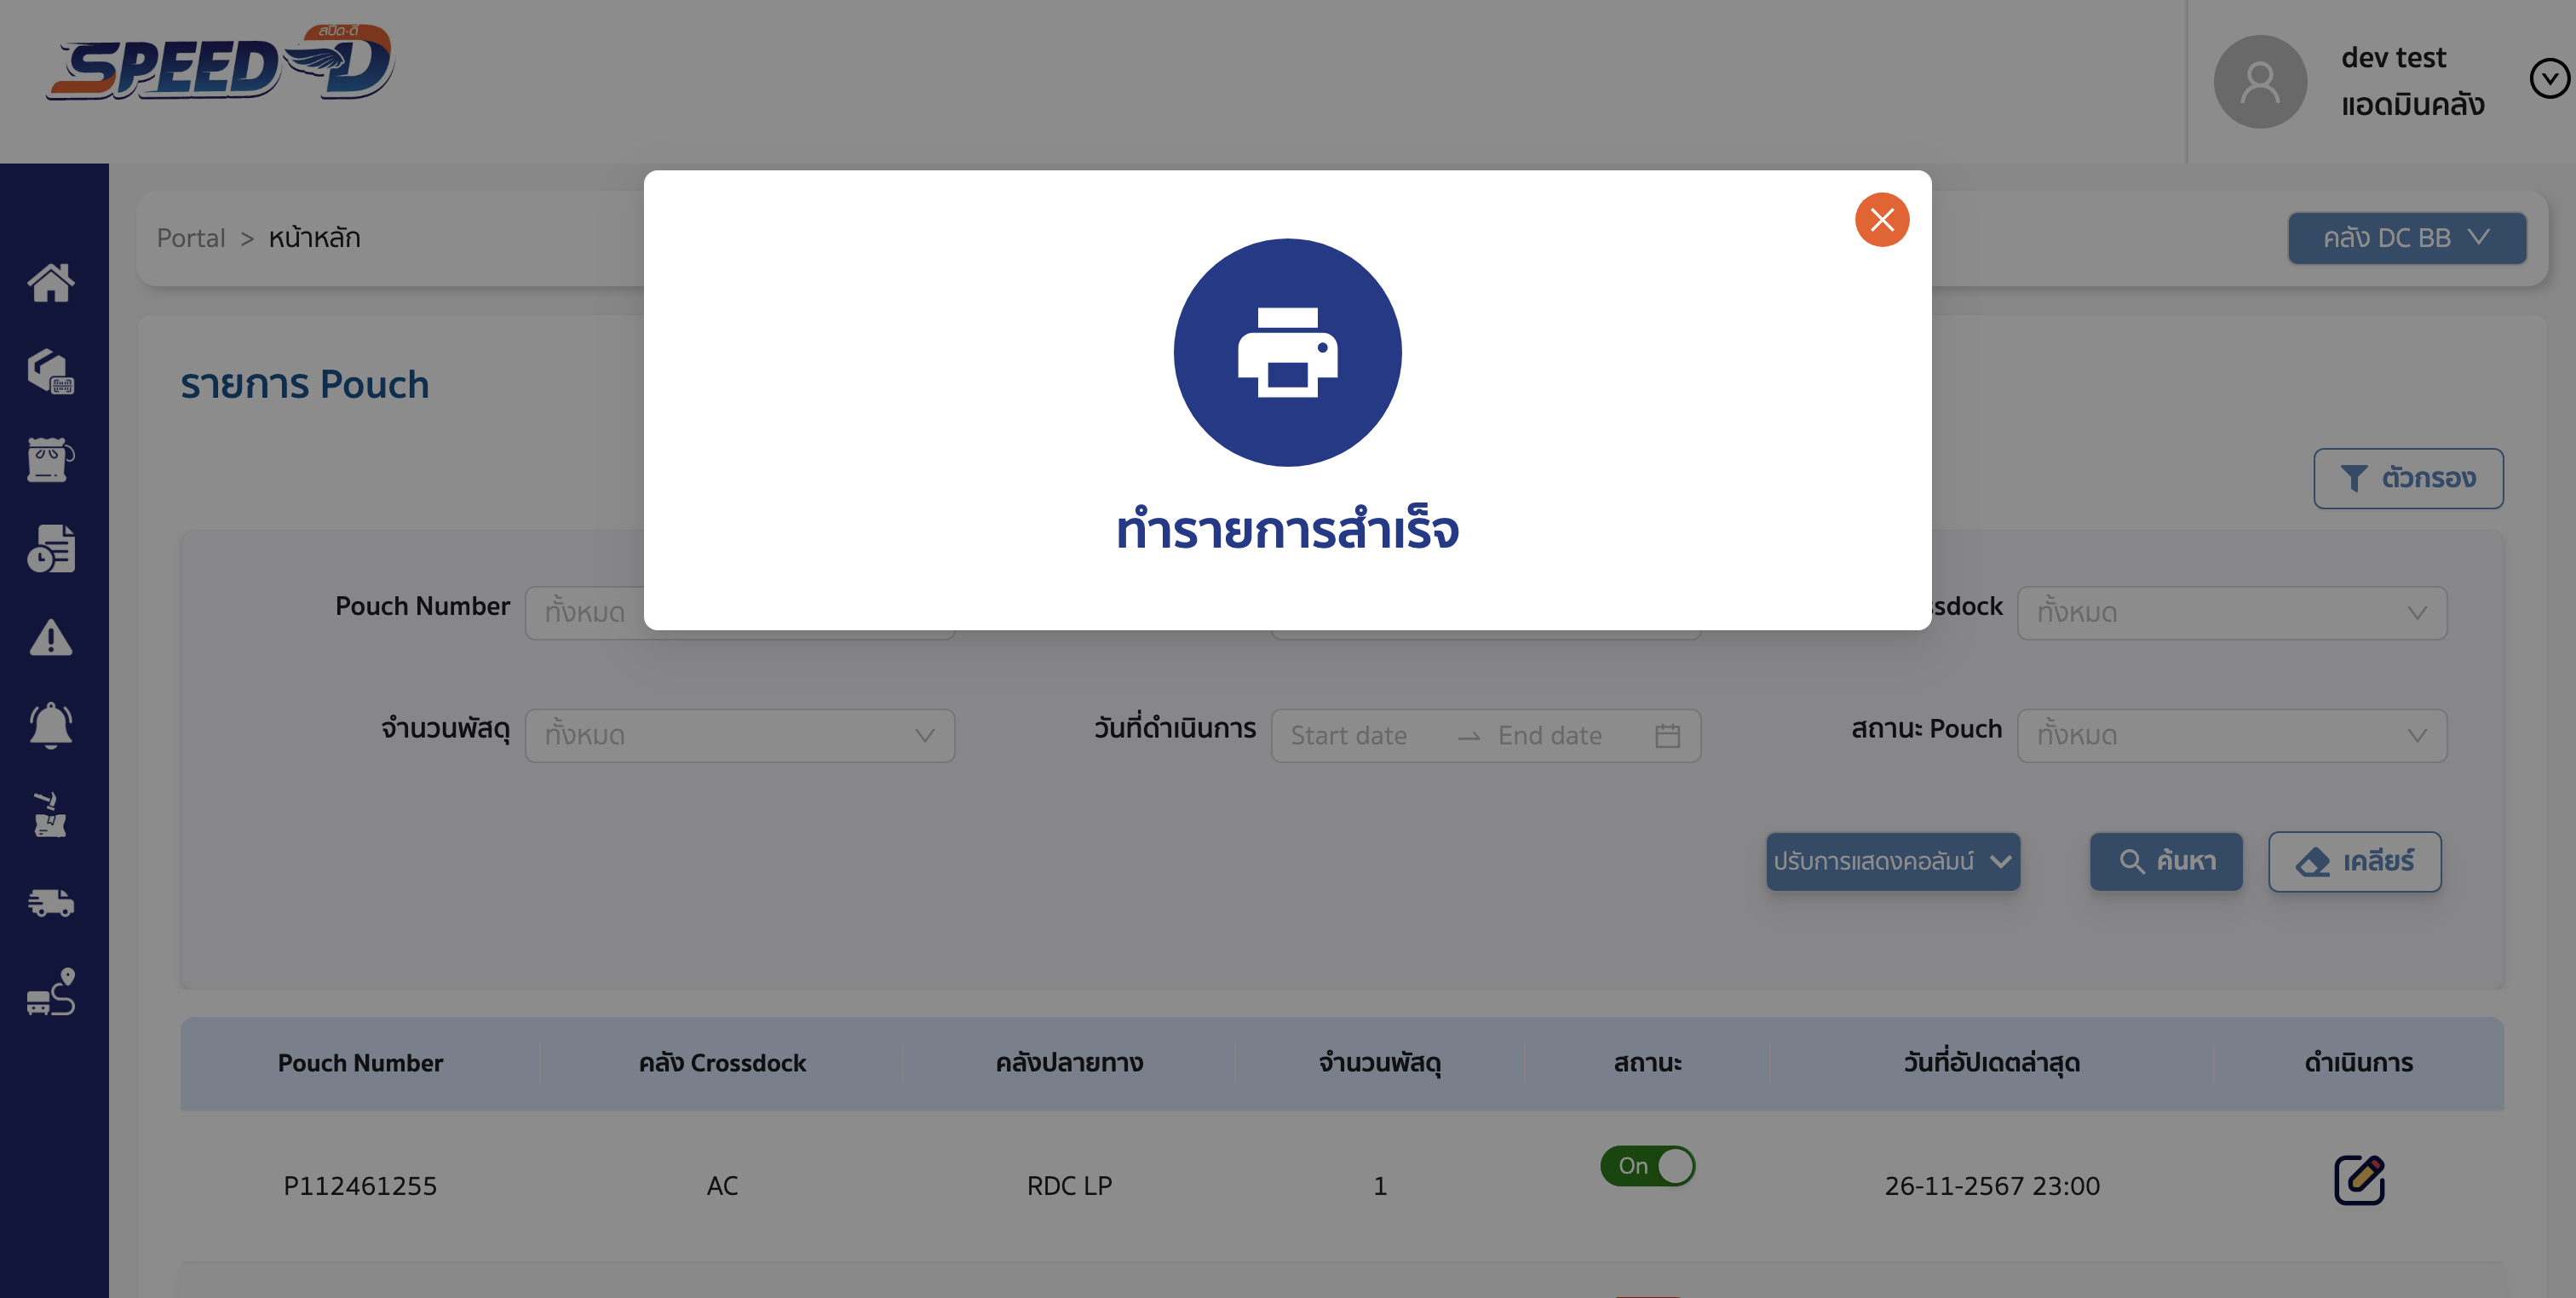 สปีด-ดี
SPEED-D
dev test
แอดมินคลัง
Portal > หน้าหลัก
คลัง DC BB
รายการ Pouch
ทำรายการสำเร็จ
ตัวกรอง
Pouch Number ทั้งหมด
ssdock ทั้งหมด
จำนวนพัสดุ ทั้งหมด
วันที่ดำเนินการ Start date End date
สถานะ Pouch ทั้งหมด
ปรับการแสดงคอลัมน์
ค้นหา
เคลียร์
Pouch Number คลัง Crossdock คลังปลายทาง จำนวนพัสดุ สถานะ วันที่อัปเดตล่าสุด ดำเนินการ
P112461255 AC RDC LP 1 On 26-11-2567 23:00